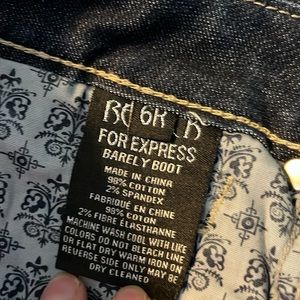 6R
FOR EXPRESS
BARELY BOOT
MADE IN CHINA
98% COTTON
2% SPANDEX
FABRIQUE EN CHINE
98% COTON
2% FIBRE ÉLASTHANNE
MACHINE WASH COOL WITH LIKE
COLORS DO NOT BLEACH LINE
OR FLAT DRY WARM IRON ON
REVERSE SIDE ONLY MAY BE
DRY CLEANED